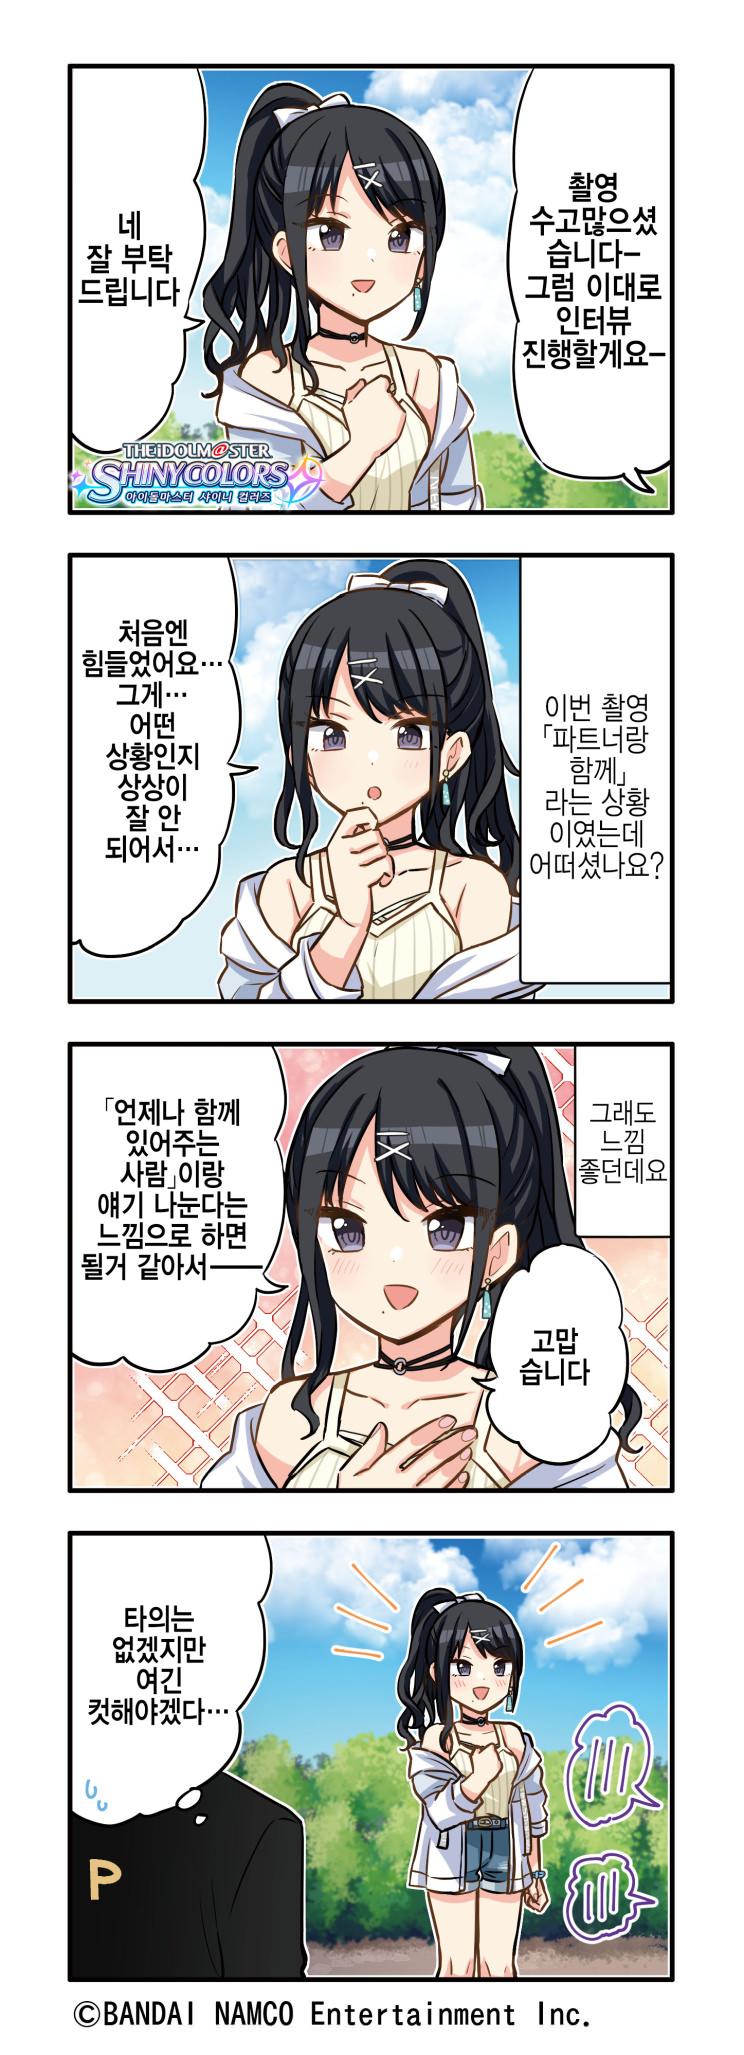 촬영
수고많으셨
습니다–
그럼 이대로
인터뷰
진행할게요–
네
잘 부탁
드립니다
THE iDOLM@STER
SHINYCOLORS
아이돌마스터 샤이니 컬러즈
이번 촬영
「파트너랑
함께」
라는 상황
이였는데
어떠셨나요?
처음엔
힘들었어요…
그게…
어떤
상황인지
상상이
잘 안
되어서…
그래도
느낌
좋던데요
고맙
습니다
「언제나 함께
있어주는
사람」이랑
얘기 나눈다는
느낌으로 하면
될거 같아서――
타의는
없겠지만
여긴
컷해야겠다…
P
©BANDAI NAMCO Entertainment Inc.